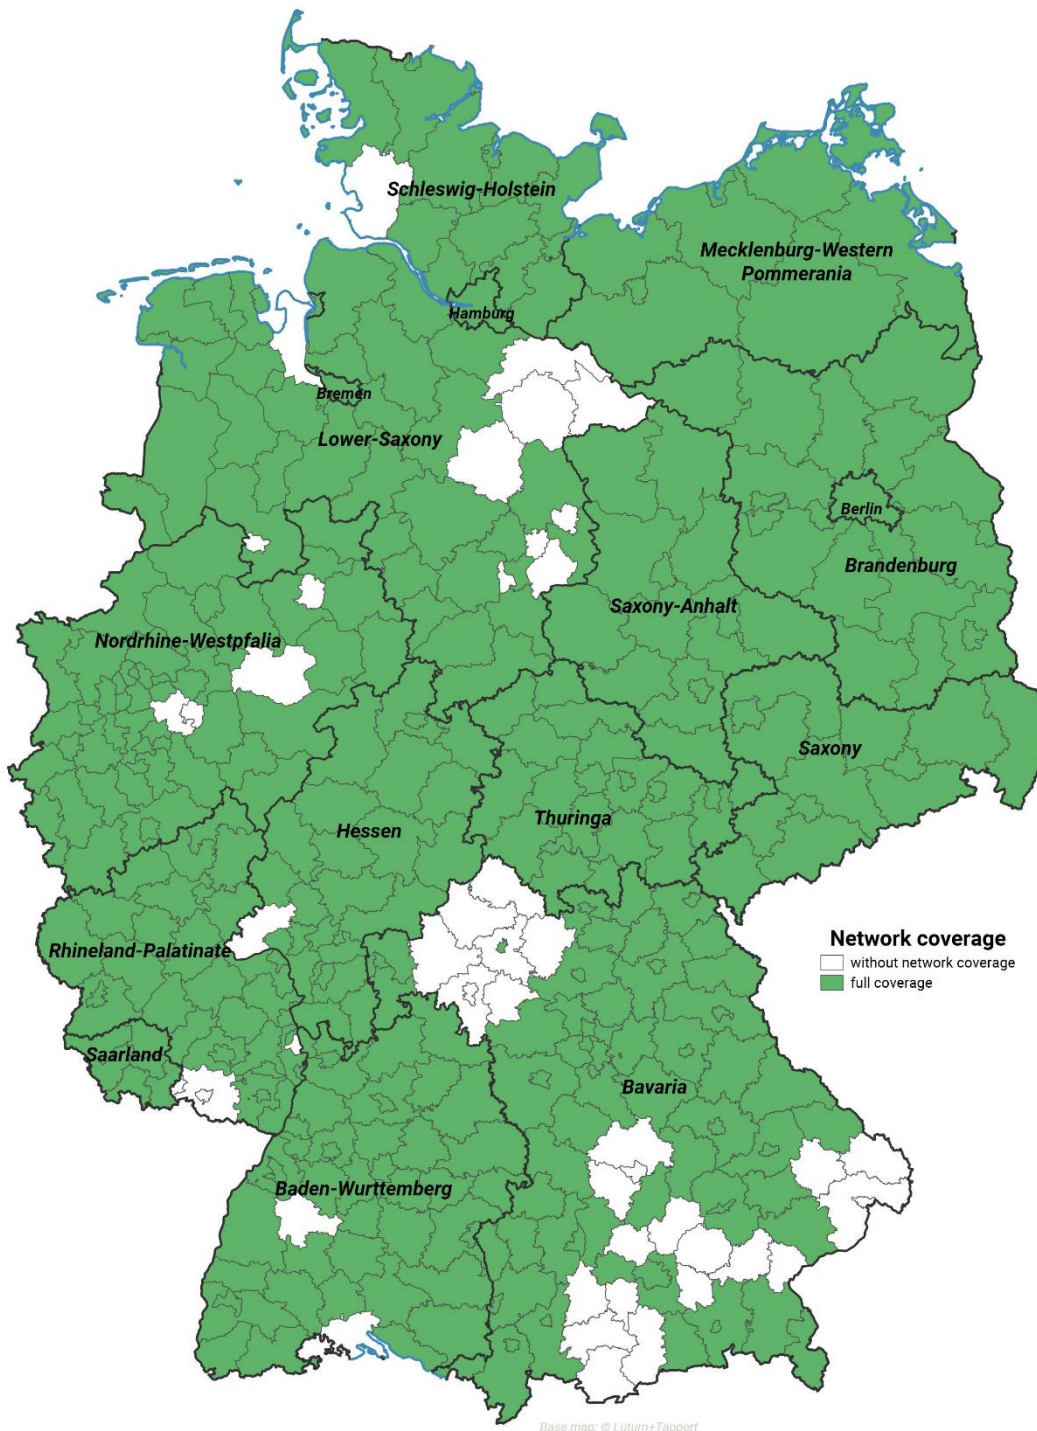 Schleswig-Holstein
Mecklenburg-Western
Pommerania
Hamburg
Bremen
Lower-Saxony
Berlin
Brandenburg
Saxony-Anhalt
Nordrhine-Westpfalia
Saxony
Thuringa
Hessen
Rhineland-Palatinate
Network coverage
without network coverage
full coverage
Saarland
Bavaria
Baden-Wurttemberg
Base map: © Lutum+Tappert